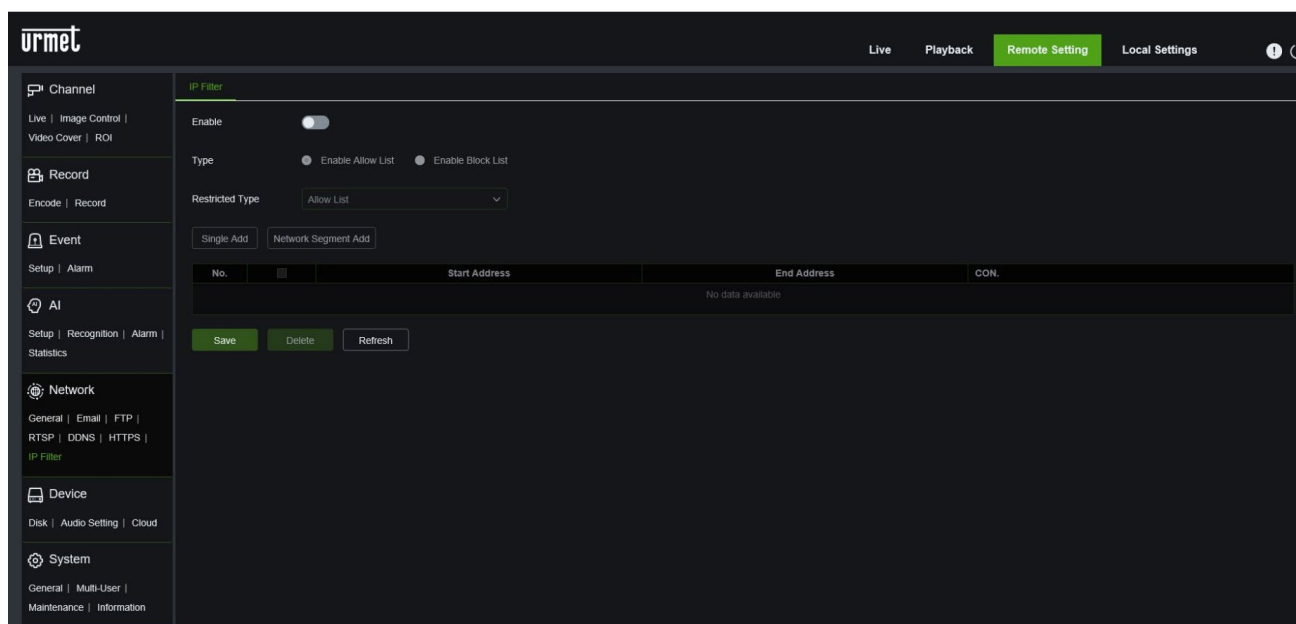 urmet
Live Playback Remote Setting Local Settings
Channel
Live | Image Control |
Video Cover | ROI
Record
Encode | Record
Event
Setup | Alarm
AI
Setup | Recognition | Alarm |
Statistics
Network
General | Email | FTP |
RTSP | DDNS | HTTPS |
IP Filter
Device
Disk | Audio Setting | Cloud
System
General | Multi-User |
Maintenance | Information
IP Filter
Enable
Type Enable Allow List Enable Block List
Restricted Type Allow List
Single Add Network Segment Add
No. Start Address End Address CON.
No data available
Save Delete Refresh